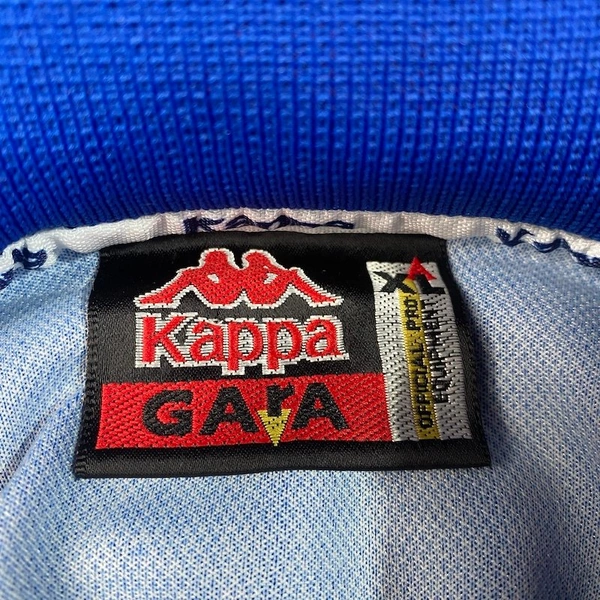 Kappa
GArA
XL
OFFICIAL PRO
EQUIPMENT